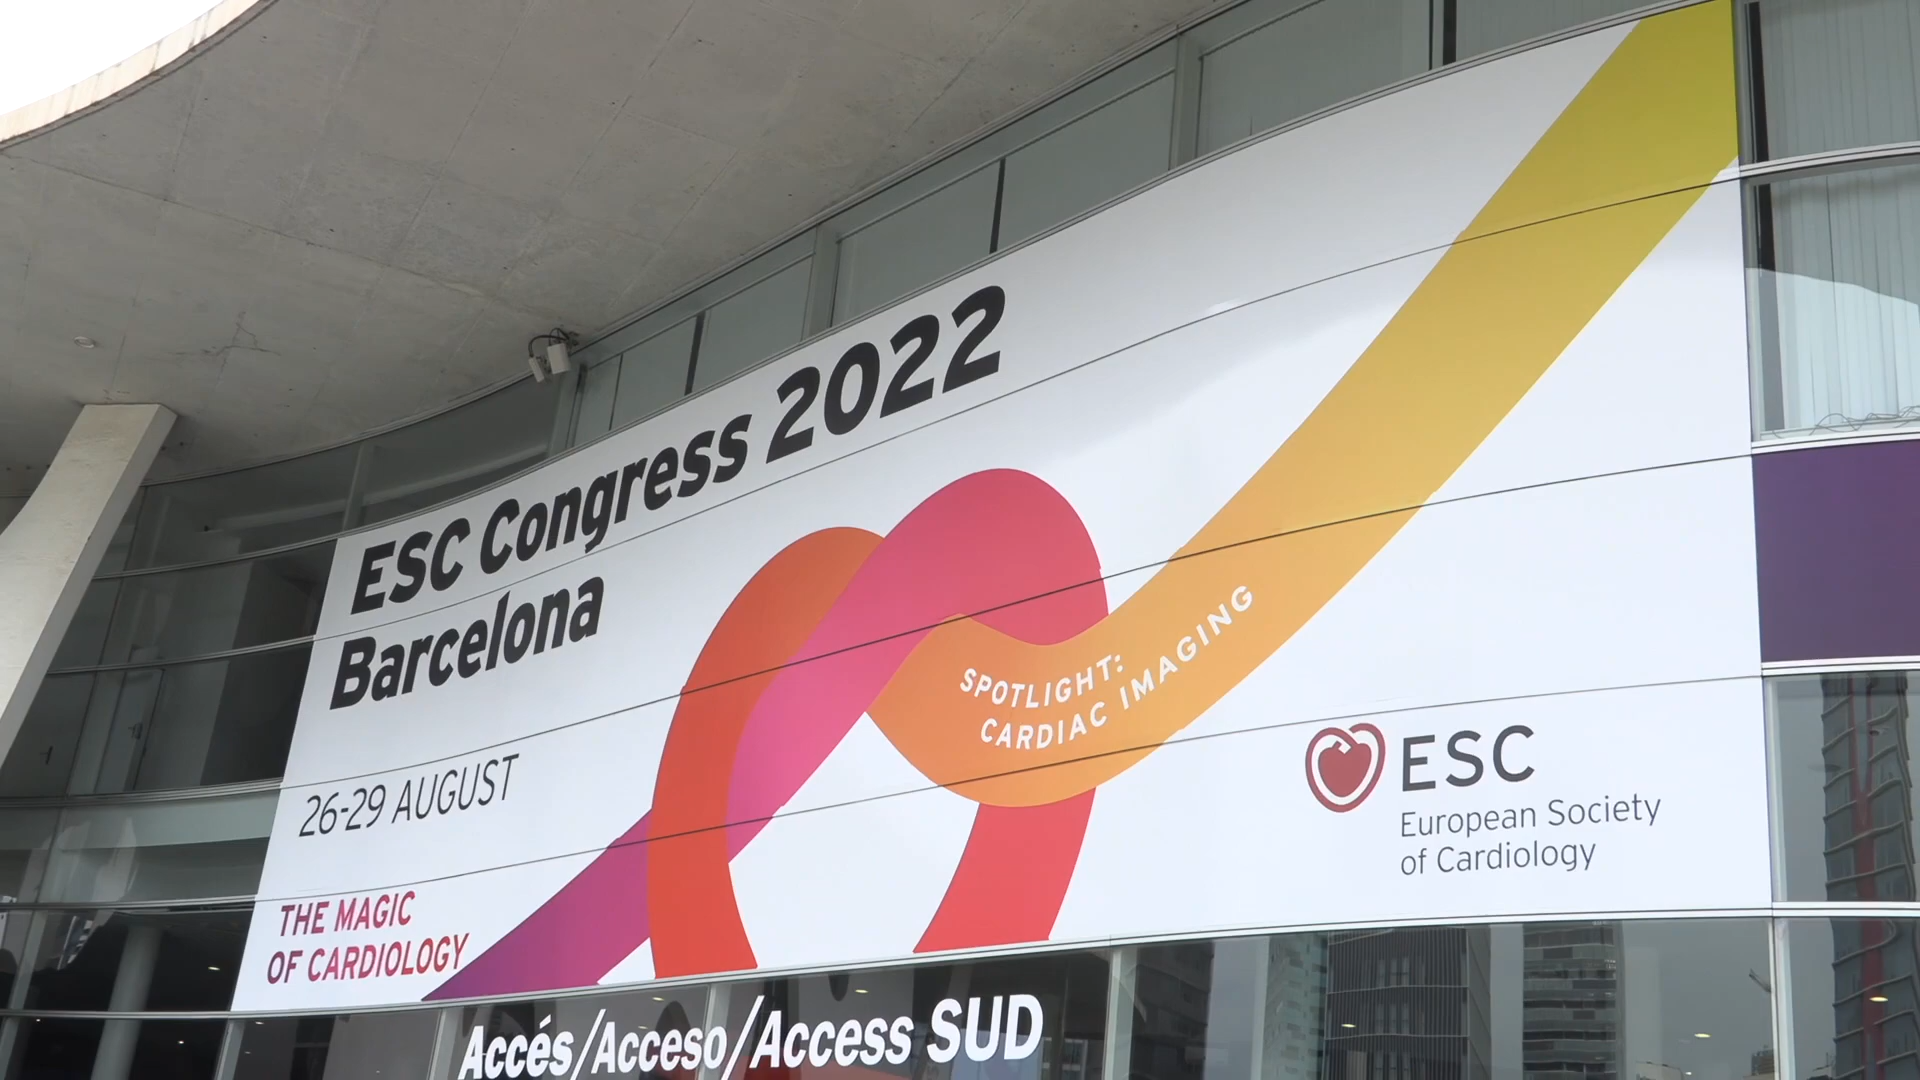 ESC Congress 2022
Barcelona
26-29 AUGUST
THE MAGIC
OF CARDIOLOGY
SPOTLIGHT:
CARDIAC IMAGING
ESC
European Society
of Cardiology
Accés/Acceso/Access SUD